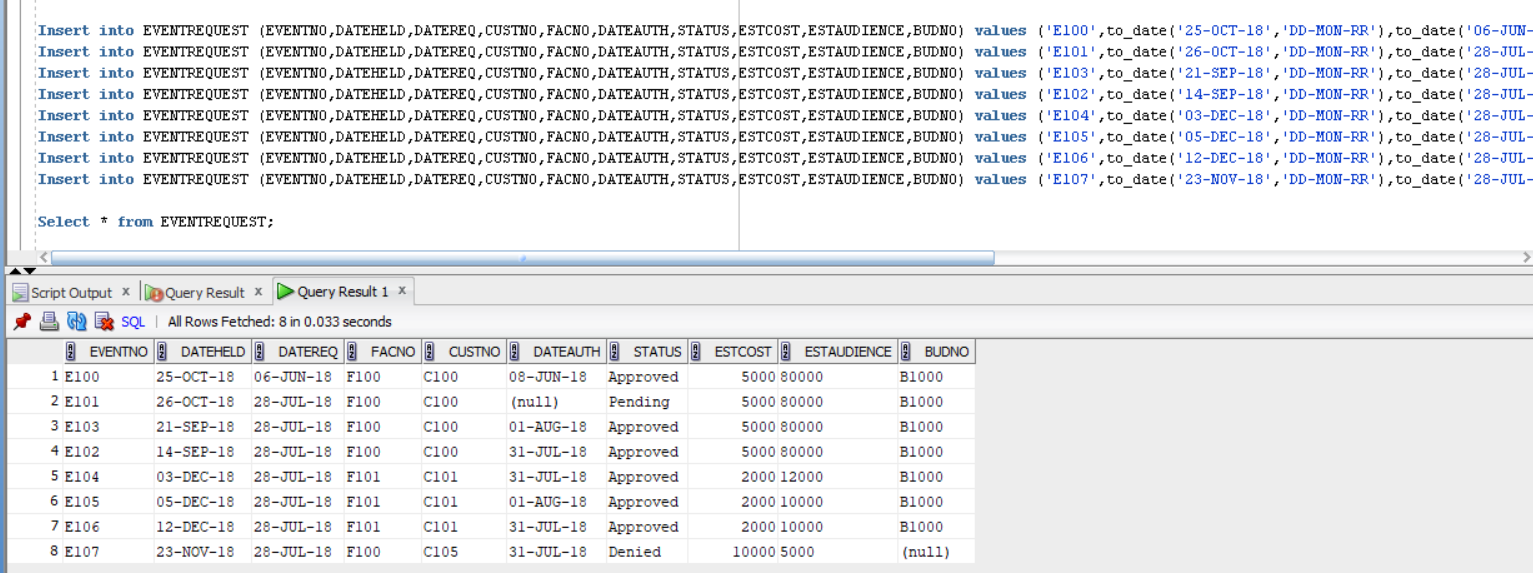 Insert into EVENTREQUEST (EVENTNO,DATEHELD,DATEREQ,CUSTNO,FACNO,DATEAUTH,STATUS,ESTCOST,ESTAUDIENCE,BUDNO) values ('E100',to_date('25-OCT-18','DD-MON-RR'),to_date('06-JUN-
Insert into EVENTREQUEST (EVENTNO,DATEHELD,DATEREQ,CUSTNO,FACNO,DATEAUTH,STATUS,ESTCOST,ESTAUDIENCE,BUDNO) values ('E101',to_date('26-OCT-18','DD-MON-RR'),to_date('28-JUL-
Insert into EVENTREQUEST (EVENTNO,DATEHELD,DATEREQ,CUSTNO,FACNO,DATEAUTH,STATUS,ESTCOST,ESTAUDIENCE,BUDNO) values ('E103',to_date('21-SEP-18','DD-MON-RR'),to_date('28-JUL-
Insert into EVENTREQUEST (EVENTNO,DATEHELD,DATEREQ,CUSTNO,FACNO,DATEAUTH,STATUS,ESTCOST,ESTAUDIENCE,BUDNO) values ('E102',to_date('14-SEP-18','DD-MON-RR'),to_date('28-JUL-
Insert into EVENTREQUEST (EVENTNO,DATEHELD,DATEREQ,CUSTNO,FACNO,DATEAUTH,STATUS,ESTCOST,ESTAUDIENCE,BUDNO) values ('E104',to_date('03-DEC-18','DD-MON-RR'),to_date('28-JUL-
Insert into EVENTREQUEST (EVENTNO,DATEHELD,DATEREQ,CUSTNO,FACNO,DATEAUTH,STATUS,ESTCOST,ESTAUDIENCE,BUDNO) values ('E105',to_date('05-DEC-18','DD-MON-RR'),to_date('28-JUL-
Insert into EVENTREQUEST (EVENTNO,DATEHELD,DATEREQ,CUSTNO,FACNO,DATEAUTH,STATUS,ESTCOST,ESTAUDIENCE,BUDNO) values ('E106',to_date('12-DEC-18','DD-MON-RR'),to_date('28-JUL-
Insert into EVENTREQUEST (EVENTNO,DATEHELD,DATEREQ,CUSTNO,FACNO,DATEAUTH,STATUS,ESTCOST,ESTAUDIENCE,BUDNO) values ('E107',to_date('23-NOV-18','DD-MON-RR'),to_date('28-JUL-
Select * from EVENTREQUEST;
Script Output x Query Result x Query Result 1 x
SQL | All Rows Fetched: 8 in 0.033 seconds
EVENTNO DATEHELD DATEREQ FACNO CUSTNO DATEAUTH STATUS ESTCOST ESTAUDIENCE BUDNO
1 E100 25-OCT-18 06-JUN-18 F100 C100 08-JUN-18 Approved 5000 80000 B1000
2 E101 26-OCT-18 28-JUL-18 F100 C100 (null) Pending 5000 80000 B1000
3 E103 21-SEP-18 28-JUL-18 F100 C100 01-AUG-18 Approved 5000 80000 B1000
4 E102 14-SEP-18 28-JUL-18 F100 C100 31-JUL-18 Approved 5000 80000 B1000
5 E104 03-DEC-18 28-JUL-18 F101 C101 31-JUL-18 Approved 2000 12000 B1000
6 E105 05-DEC-18 28-JUL-18 F101 C101 01-AUG-18 Approved 2000 10000 B1000
7 E106 12-DEC-18 28-JUL-18 F101 C101 31-JUL-18 Approved 2000 10000 B1000
8 E107 23-NOV-18 28-JUL-18 F100 C105 31-JUL-18 Denied 10000 5000 (null)